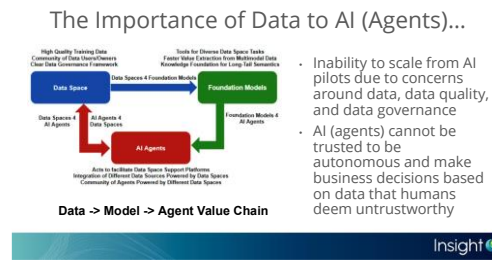 The Importance of Data to AI (Agents)...
High Quality Training Data
Community of Data Users/Owners
Clear Data Governance Framework
Tools for Diverse Data Space Tasks
Faster Value Extraction from Multimodal Data
Knowledge Foundation for Long-Tail Semantics
Data Spaces 4 Foundation Models
Data Space
Foundation Models
Data Spaces 4
AI Agents
AI Agents 4
Data Spaces
Foundation Models 4
AI Agents
AI Agents
Acts to facilitate Data Space Support Platforms
Integration of Different Data Sources Powered by Data Spaces
Community of Agents Powered by Different Data Spaces
Data -> Model -> Agent Value Chain
• Inability to scale from AI
pilots due to concerns
around data, data quality,
and data governance
• AI (agents) cannot be
trusted to be
autonomous and make
business decisions based
on data that humans
deem untrustworthy
Insight